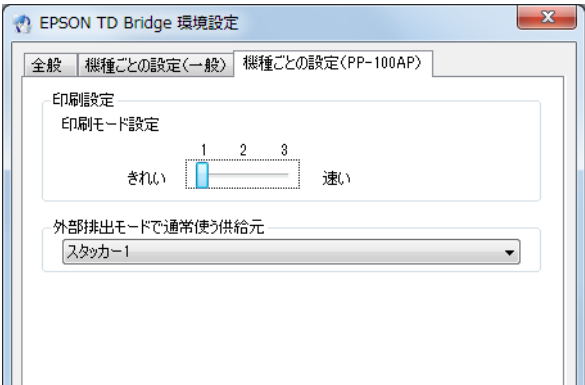 EPSON TD Bridge 環境設定
全般 機種ごとの設定(一般) 機種ごとの設定(PP-100AP)
印刷設定
印刷モード設定
1 2 3
きれい 速い
外部排出モードで通常使う供給元
スタッカー1